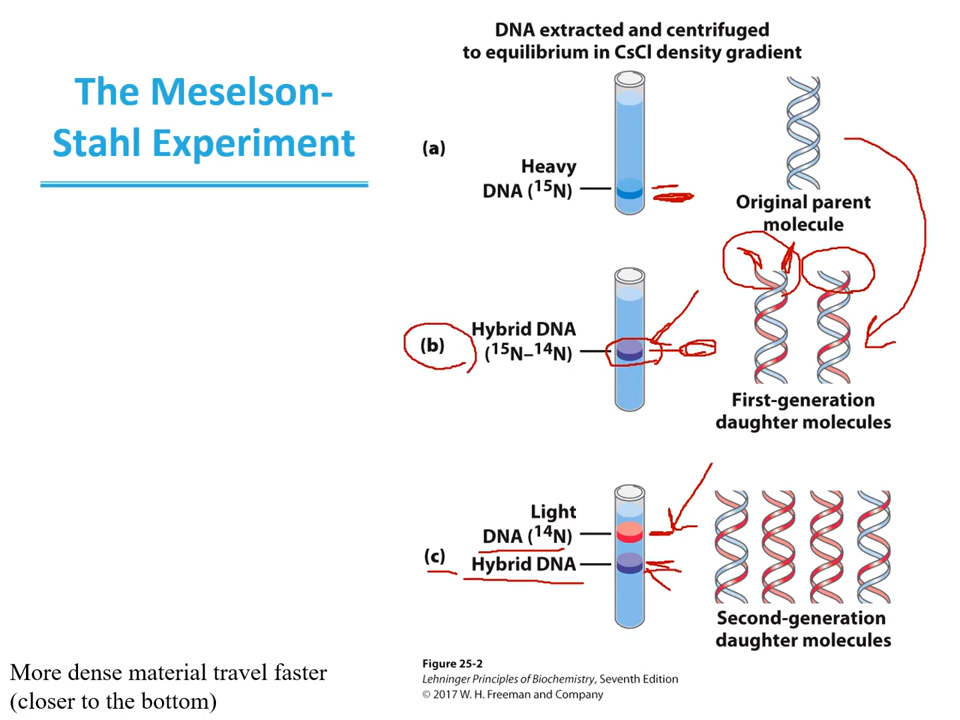 The Meselson-
Stahl Experiment
DNA extracted and centrifuged
to equilibrium in CsCl density gradient
(a)
Heavy
DNA (¹⁵N)
Original parent
molecule
(b)
Hybrid DNA
(¹⁵N–¹⁴N)
First-generation
daughter molecules
(c)
Light
DNA (¹⁴N)
Hybrid DNA
Second-generation
daughter molecules
More dense material travel faster
(closer to the bottom)
Figure 25-2
Lehninger Principles of Biochemistry, Seventh Edition
© 2017 W. H. Freeman and Company